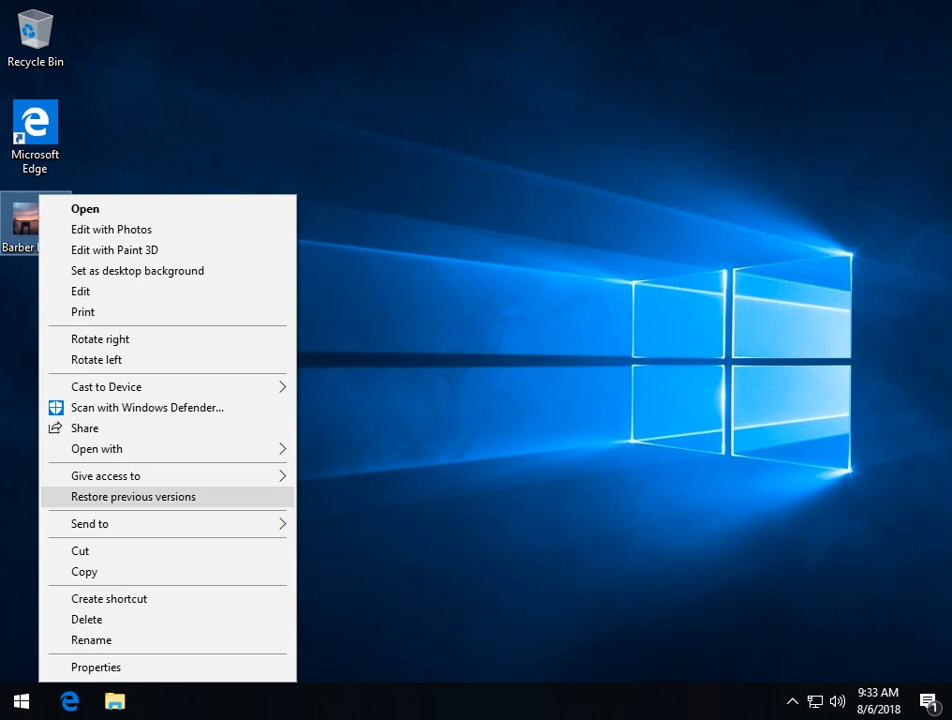 Recycle Bin
Microsoft
Edge
Barber
Open
Edit with Photos
Edit with Paint 3D
Set as desktop background
Edit
Print
Rotate right
Rotate left
Cast to Device
Scan with Windows Defender...
Share
Open with
Give access to
Restore previous versions
Send to
Cut
Copy
Create shortcut
Delete
Rename
Properties
9:33 AM
8/6/2018
1